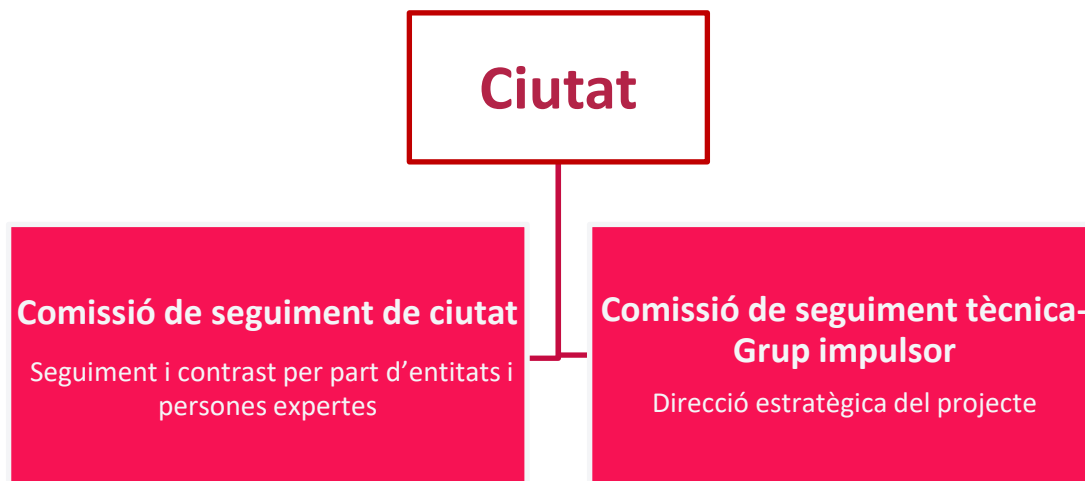 Ciutat
Comissió de seguiment de ciutat
Seguiment i contrast per part d’entitats i
persones expertes
Comissió de seguiment tècnica-
Grup impulsor
Direcció estratègica del projecte